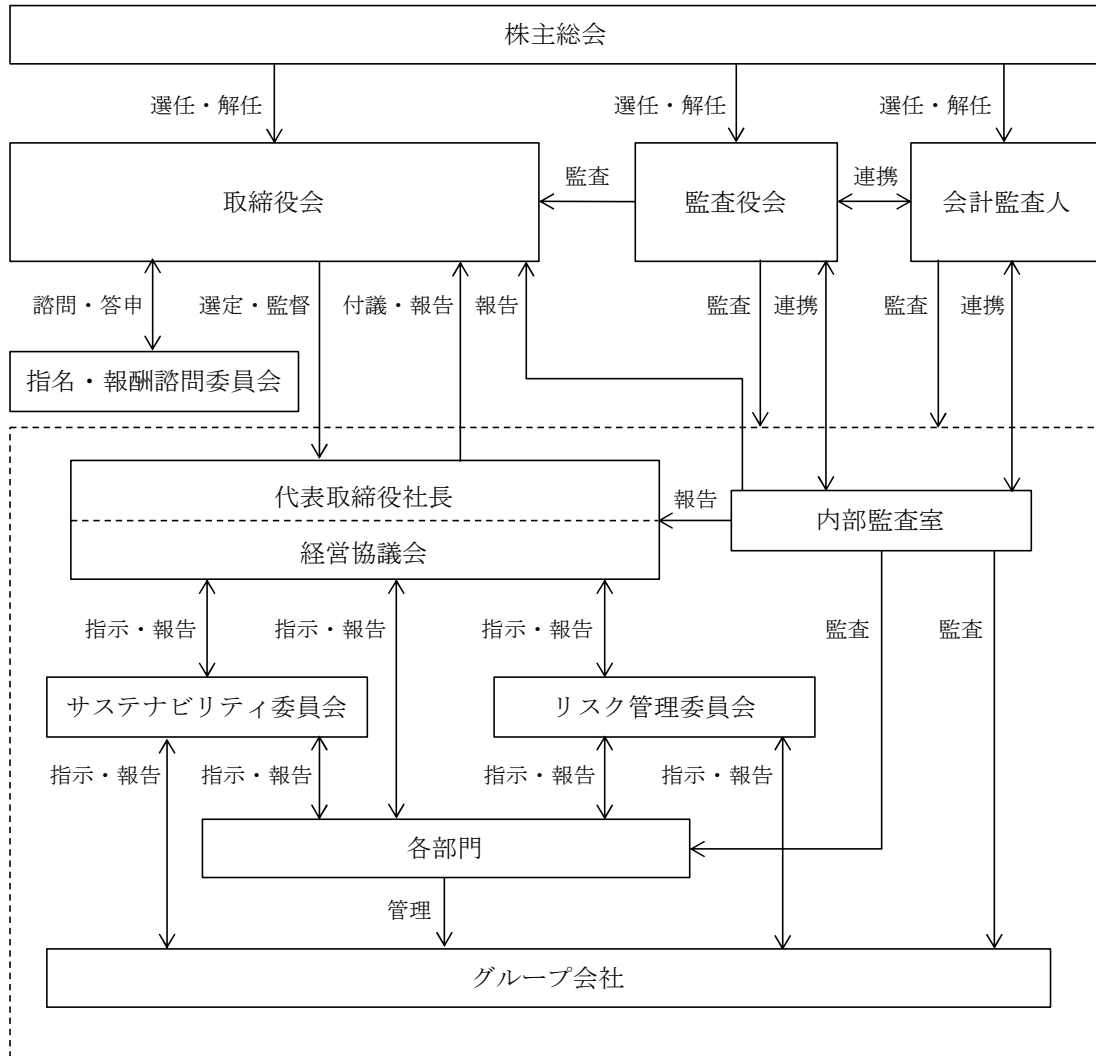 株主総会
選任・解任
選任・解任
選任・解任
取締役会
監査
監査役会
連携
会計監査人
諮問・答申
選定・監督
付議・報告
報告
監査
連携
監査
連携
指名・報酬諮問委員会
代表取締役社長
経営協議会
報告
内部監査室
指示・報告
指示・報告
指示・報告
監査
監査
サステナビリティ委員会
リスク管理委員会
指示・報告
指示・報告
指示・報告
指示・報告
各部門
管理
グループ会社